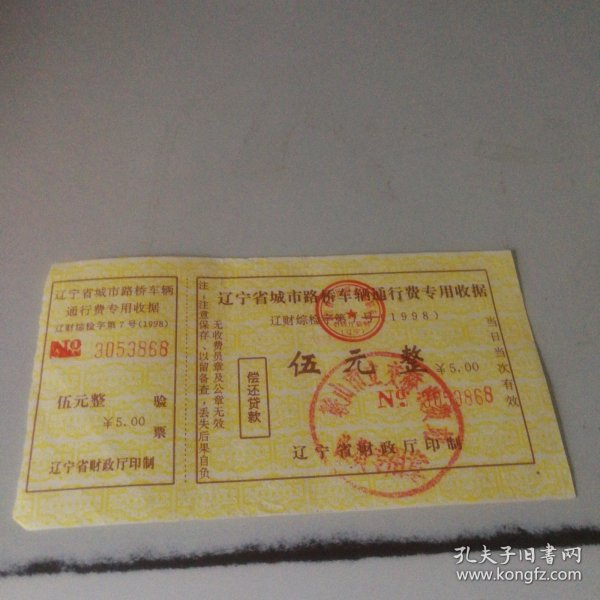 辽宁省城市路桥车辆
通行费专用收据
辽财综检字第7号(1998)
№ 3053868
伍元整
¥5.00
验
票
辽宁省财政厅印制
注:注意保存、以留备查;丢失后果自负
无收费员章及公章无效
辽宁省城市路桥车辆通行费专用收据
辽财综检字第 号(1998)
伍元整 ¥5.00
偿还贷款
№ 3053868
辽宁省财政厅印制
当日当次有效
孔夫子旧书网
www.kongfz.com